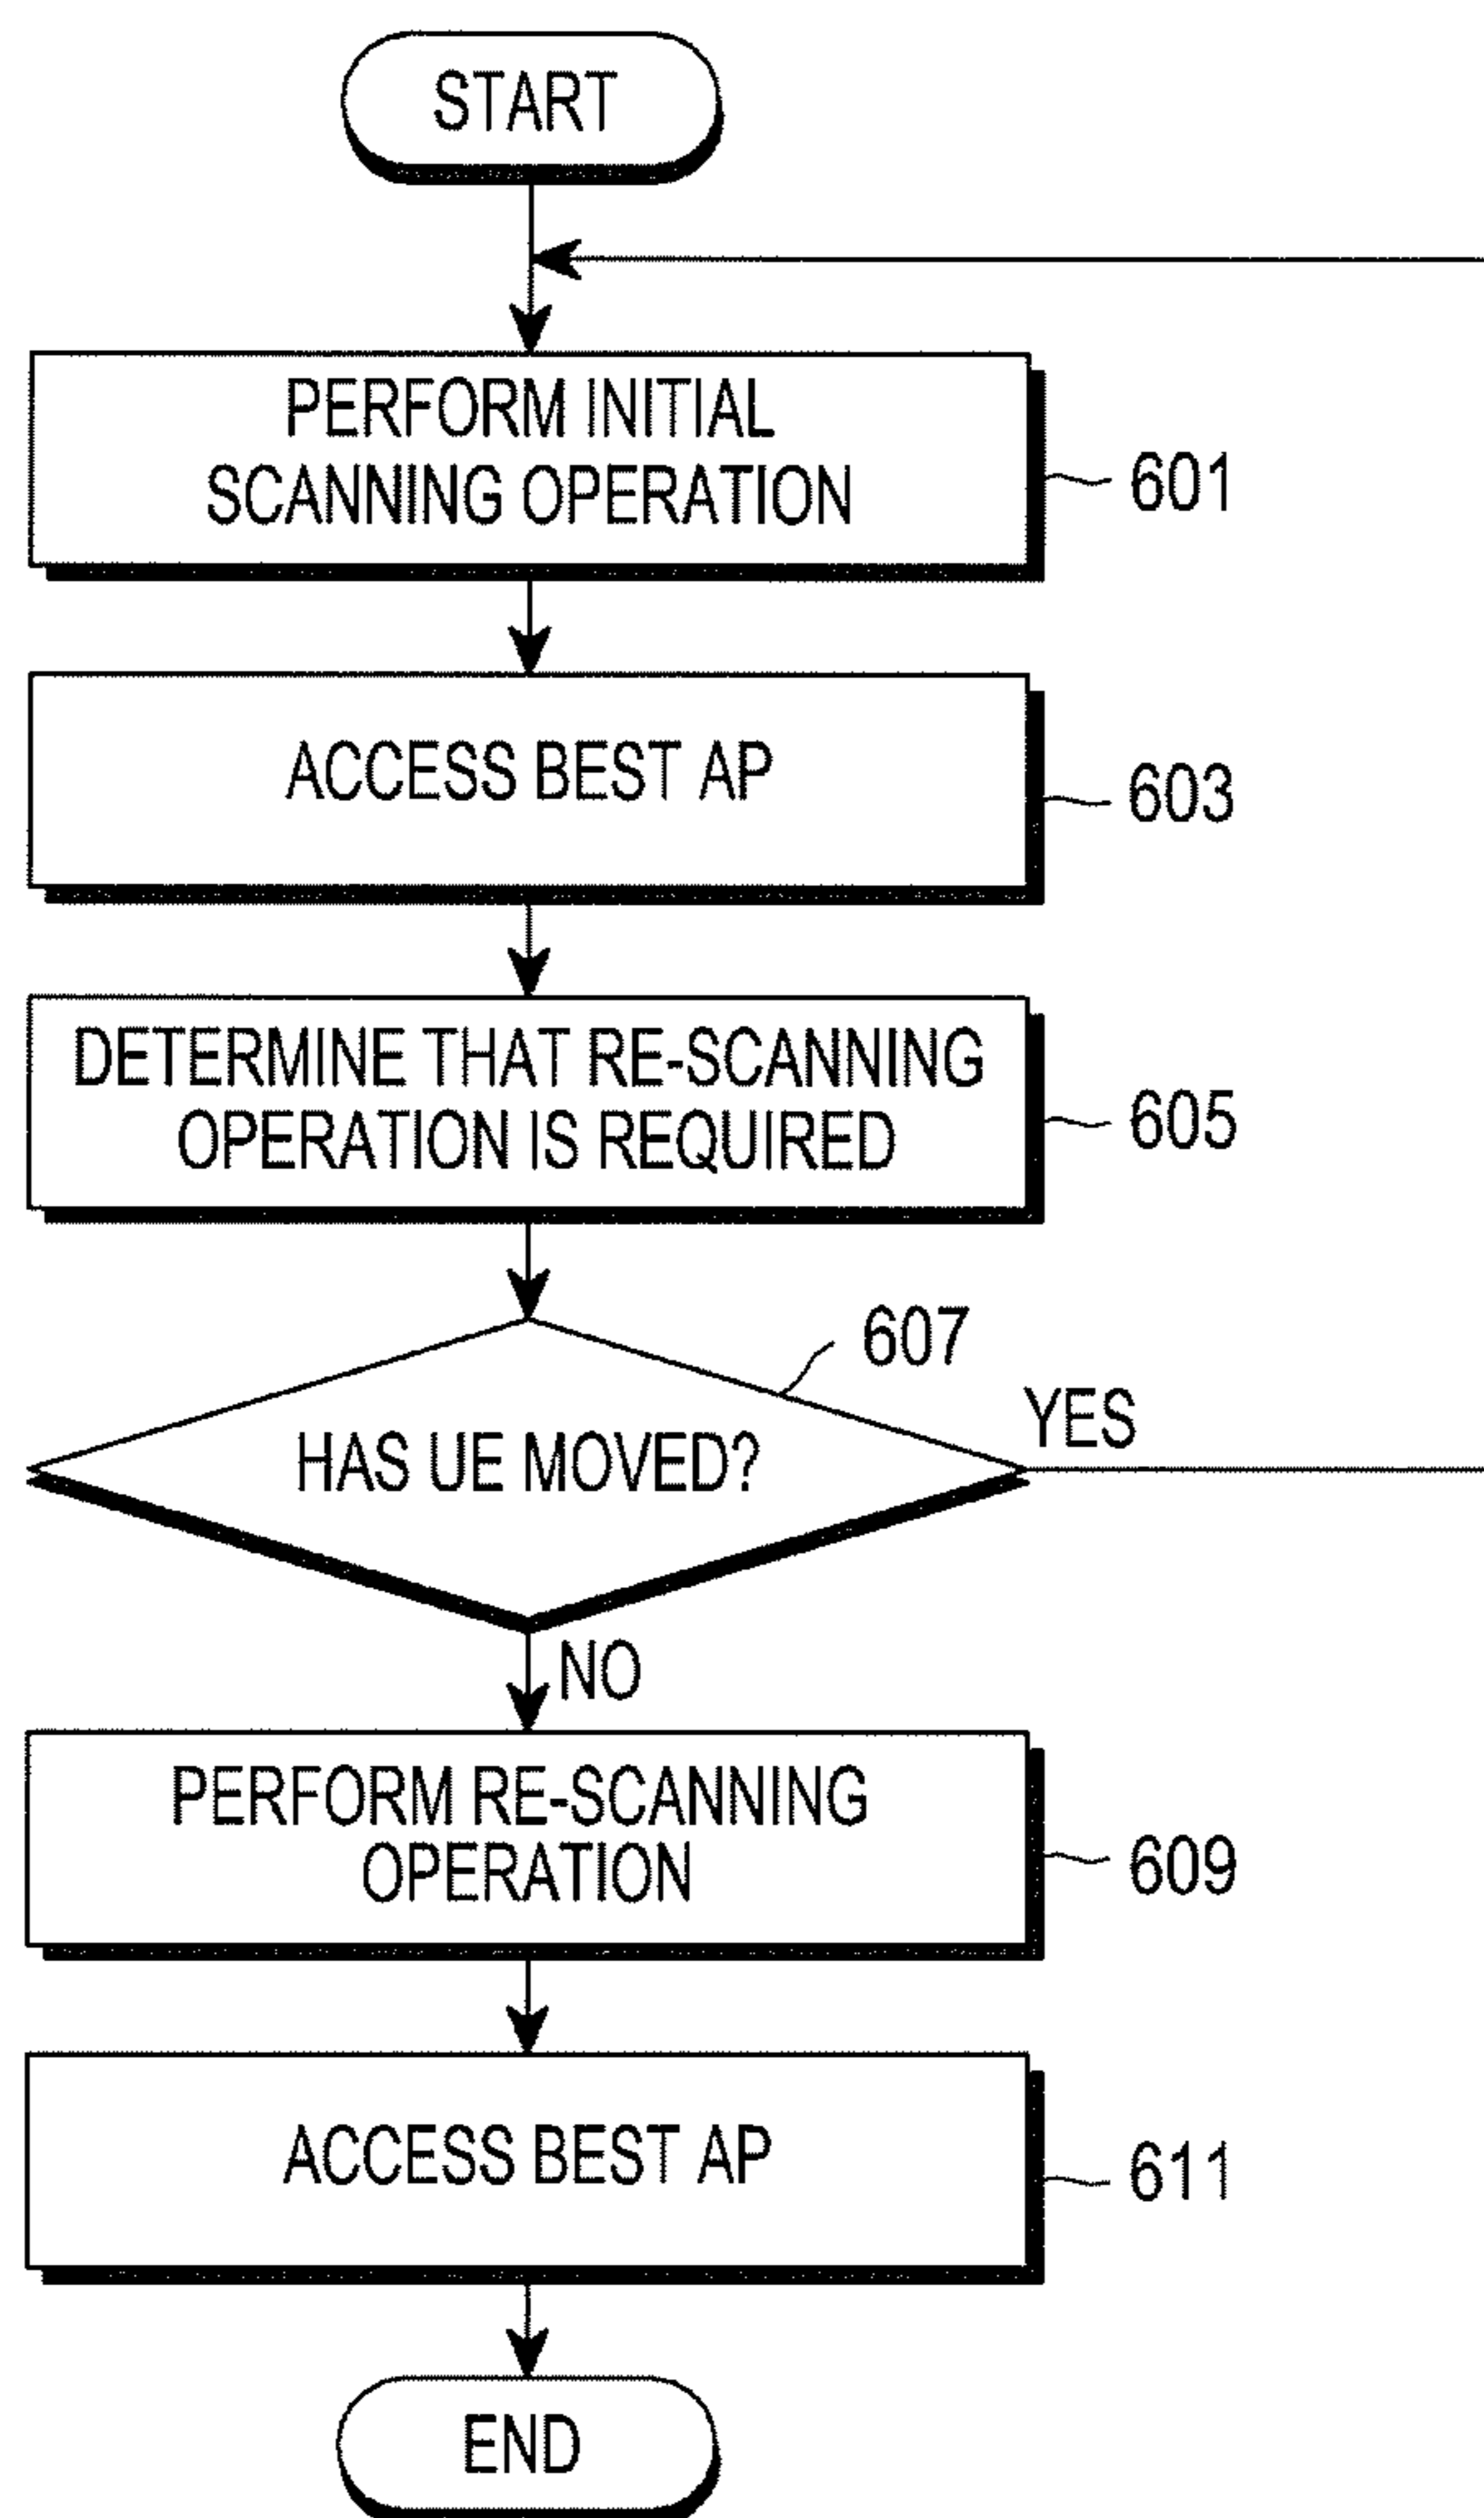 START
PERFORM INITIAL
SCANNING OPERATION
601
ACCESS BEST AP
603
DETERMINE THAT RE-SCANNING
OPERATION IS REQUIRED
605
607
HAS UE MOVED?
YES
NO
PERFORM RE-SCANNING
OPERATION
609
ACCESS BEST AP
611
END